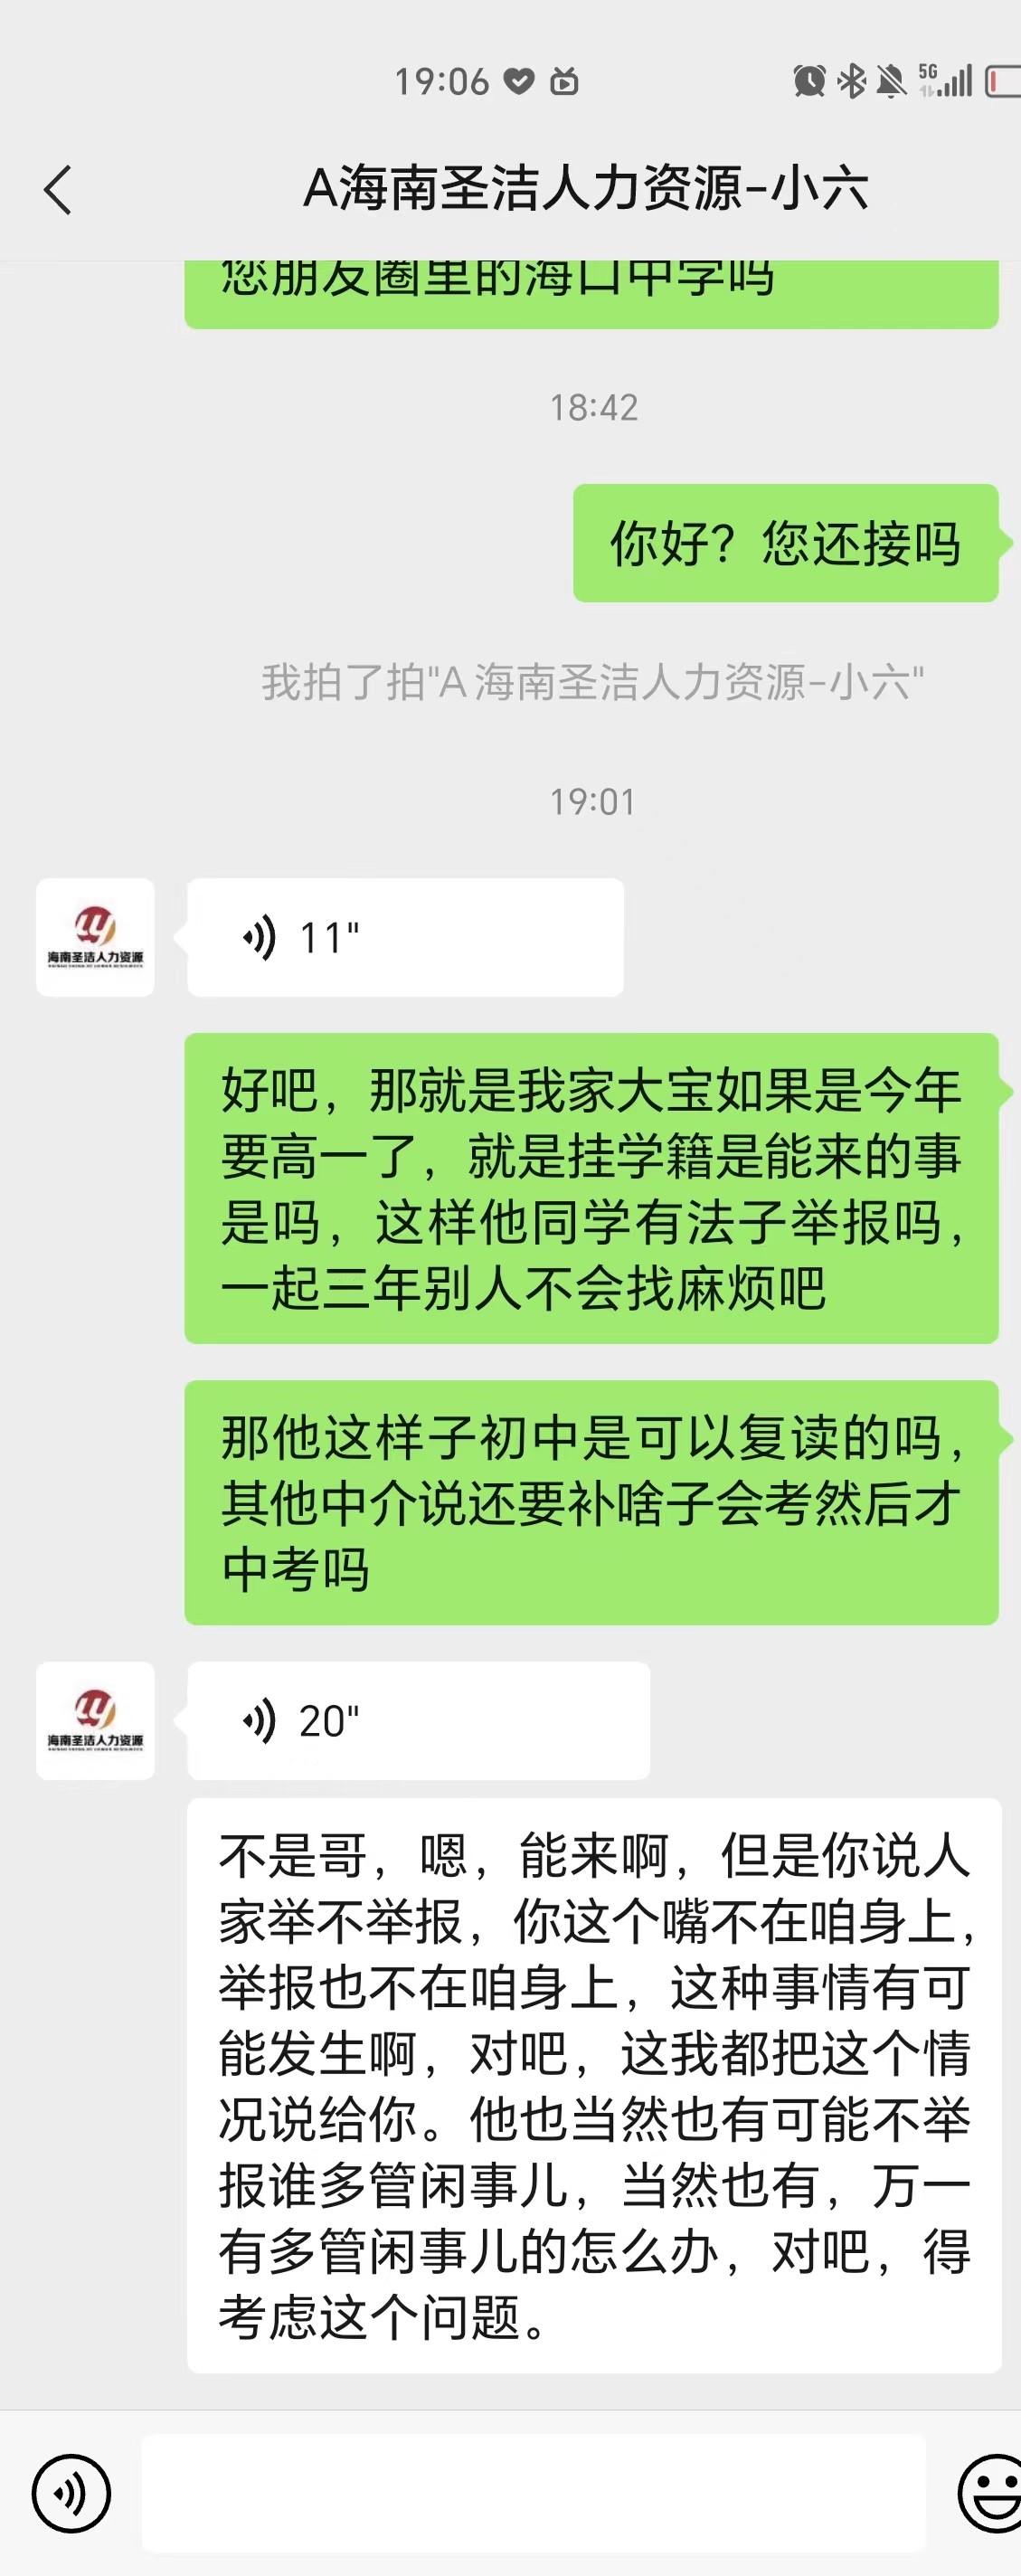 19:06
5G
A海南圣洁人力资源-小六
您朋友圈里的海口中学吗
18:42
你好？您还接吗
我拍了拍"A 海南圣洁人力资源-小六"
19:01
海南圣洁人力资源
11"
好吧，那就是我家大宝如果是今年
要高一了，就是挂学籍是能来的事
是吗，这样他同学有法子举报吗，
一起三年别人不会找麻烦吧
那他这样子初中是可以复读的吗，
其他中介说还要补啥子会考然后才
中考吗
海南圣洁人力资源
20"
不是哥，嗯，能来啊，但是你说人
家举不举报，你这个嘴不在咱身上，
举报也不在咱身上，这种事情有可
能发生啊，对吧，这我都把这个情
况说给你。他也当然也有可能不举
报谁多管闲事儿，当然也有，万一
有多管闲事儿的怎么办，对吧，得
考虑这个问题。